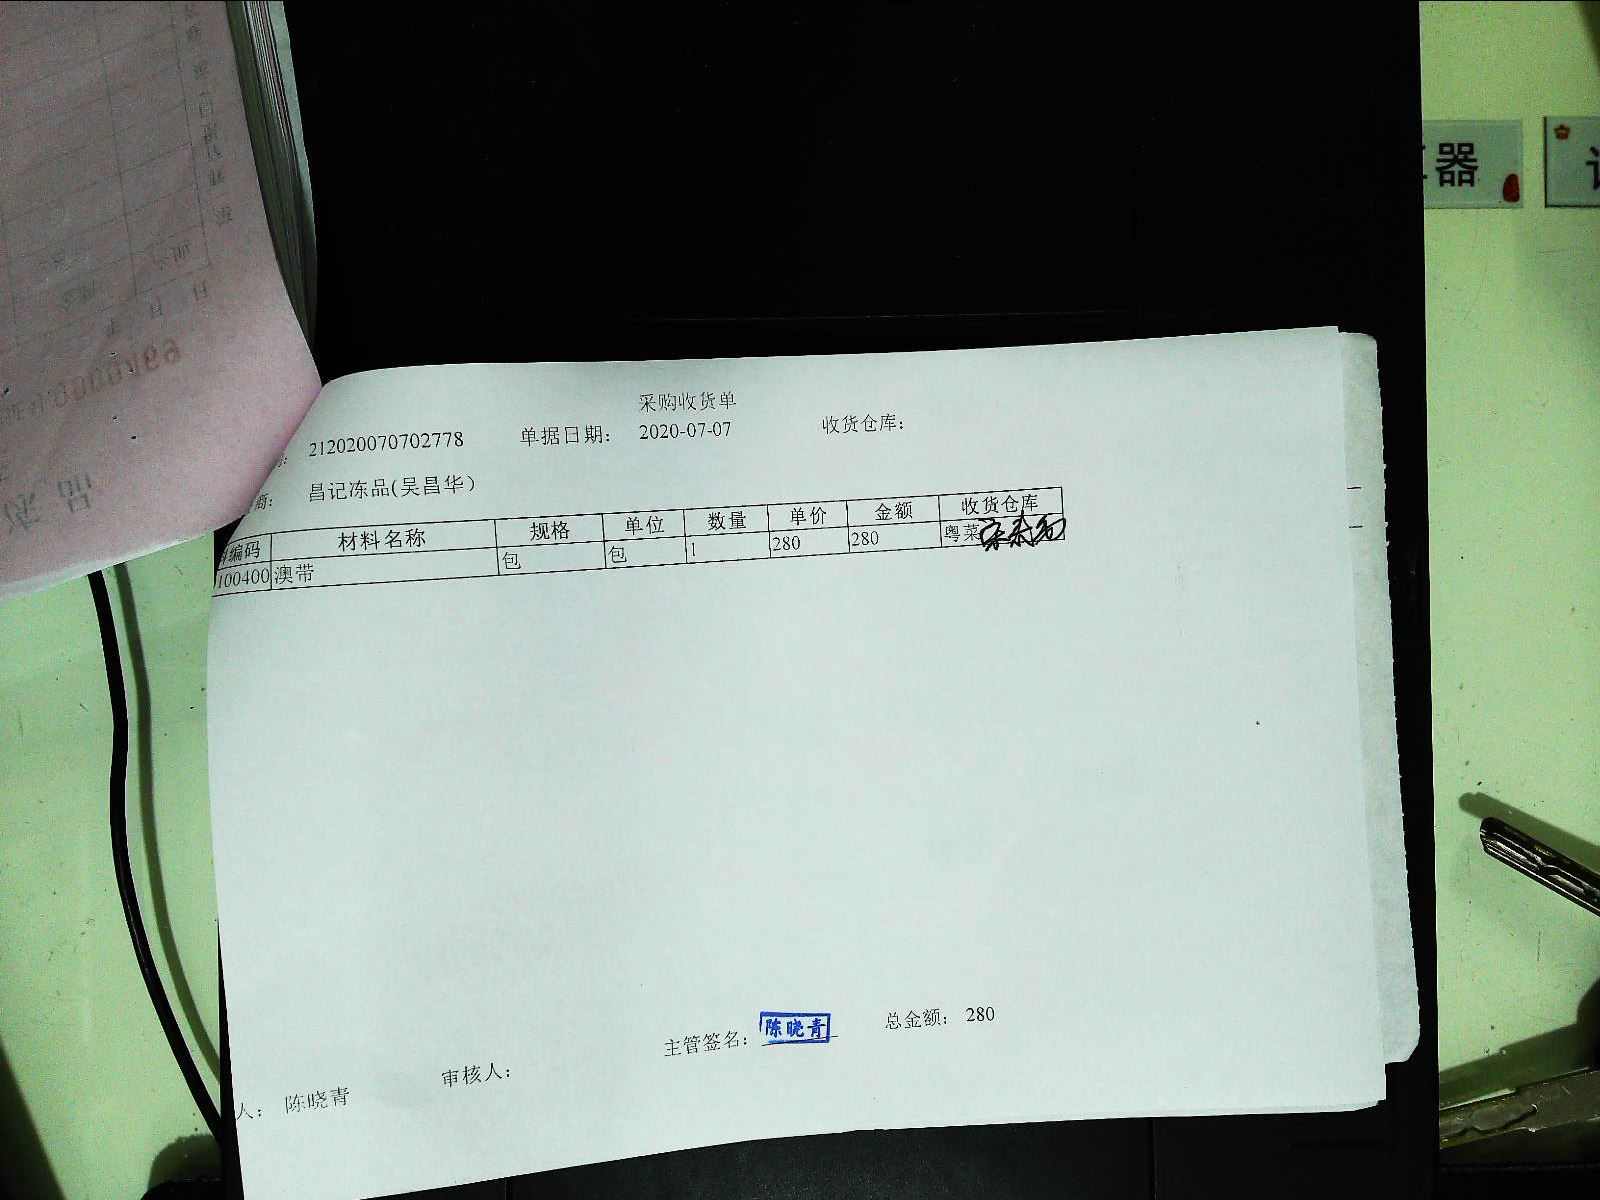 采购收货单
212020070702778 单据日期: 2020-07-07 收货仓库:
商: 昌记冻品(吴昌华)
编码 材料名称 规格 单位 数量 单价 金额 收货仓库
100400 澳带 包 包 1 280 280 粤菜
主管签名: 陈晓青 总金额: 280
人: 陈晓青 审核人:
器